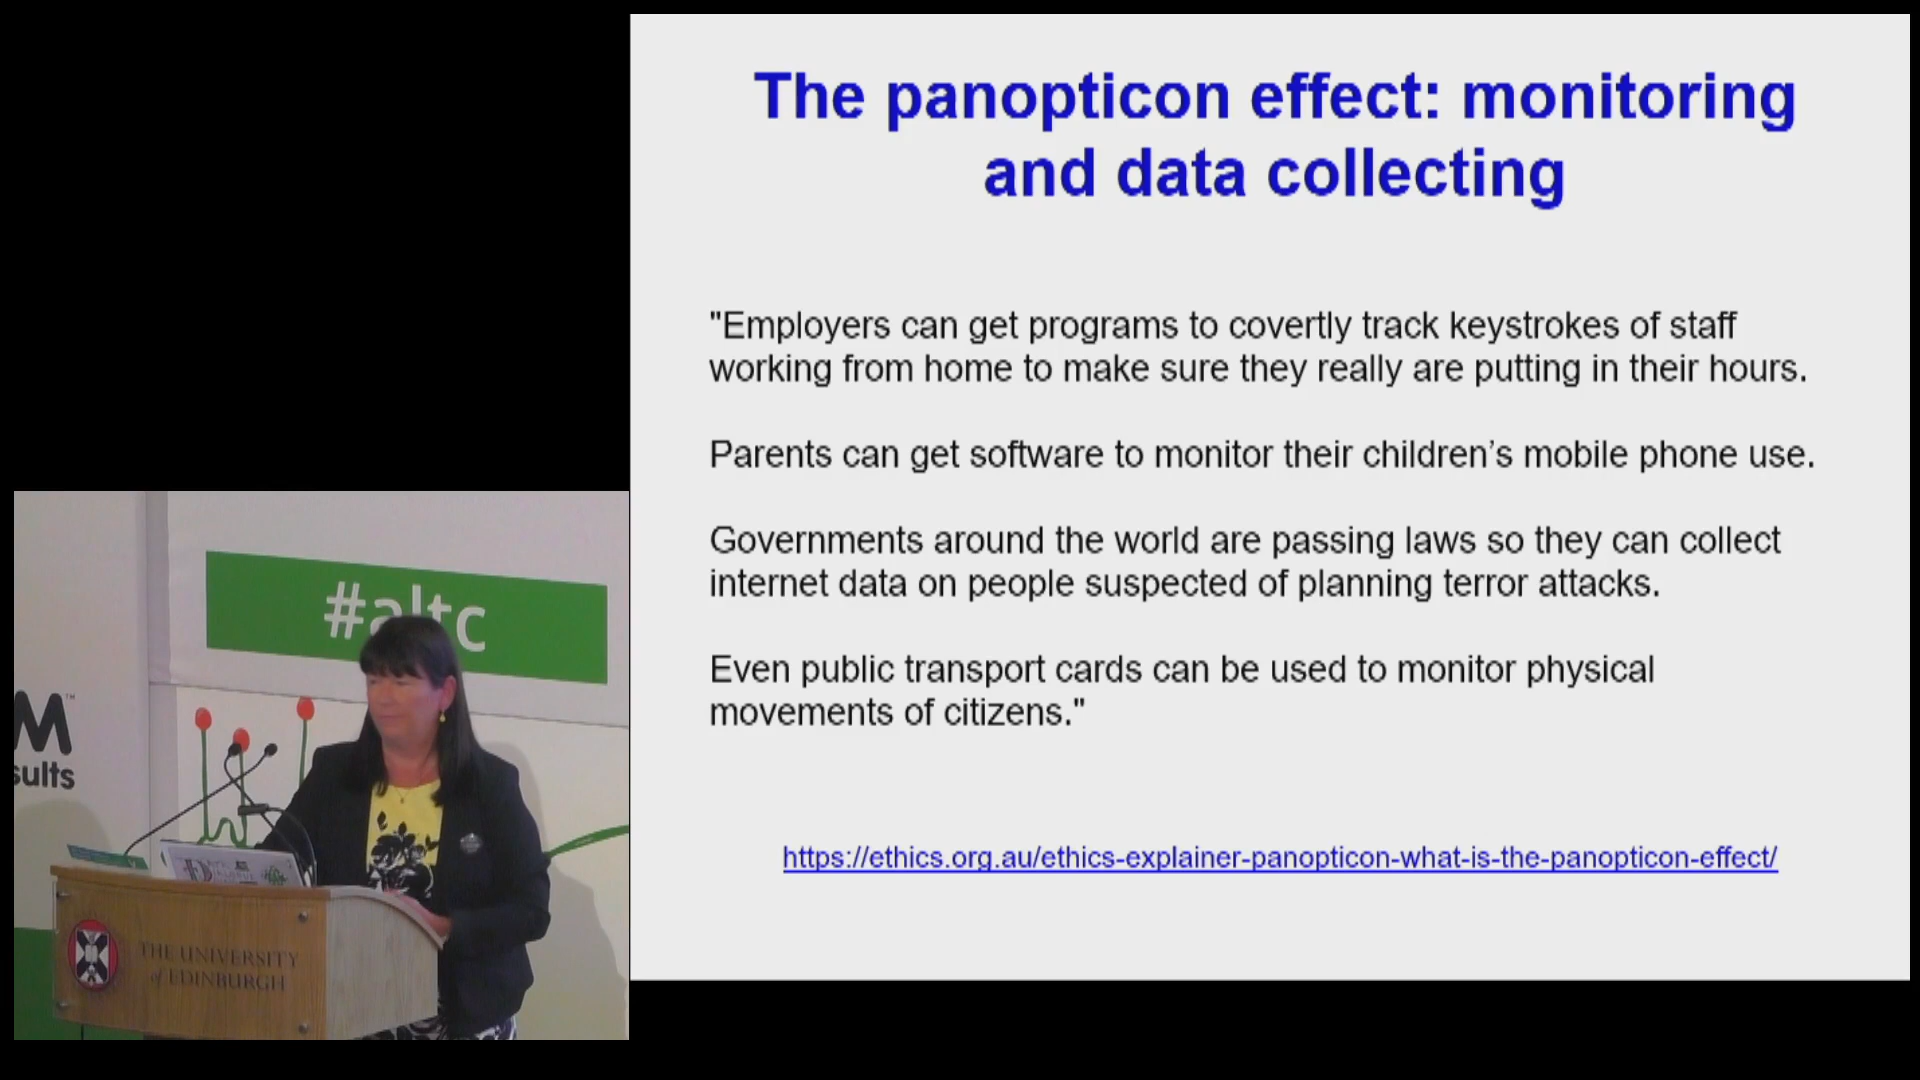 The panopticon effect: monitoring
and data collecting
"Employers can get programs to covertly track keystrokes of staff
working from home to make sure they really are putting in their hours.
Parents can get software to monitor their children’s mobile phone use.
Governments around the world are passing laws so they can collect
internet data on people suspected of planning terror attacks.
Even public transport cards can be used to monitor physical
movements of citizens."
https://ethics.org.au/ethics-explainer-panopticon-what-is-the-panopticon-effect/
#altc
M™
sults
THE UNIVERSITY
of EDINBURGH